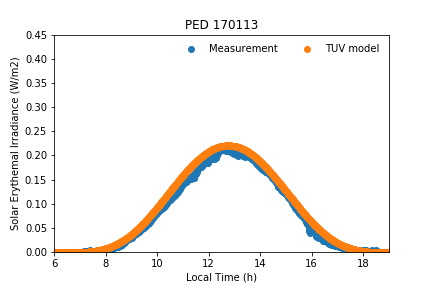 PED 170113
Measurement TUV model
Solar Erythemal Irradiance (W/m2)
0.45
0.40
0.35
0.30
0.25
0.20
0.15
0.10
0.05
0.00
6 8 10 12 14 16 18
Local Time (h)